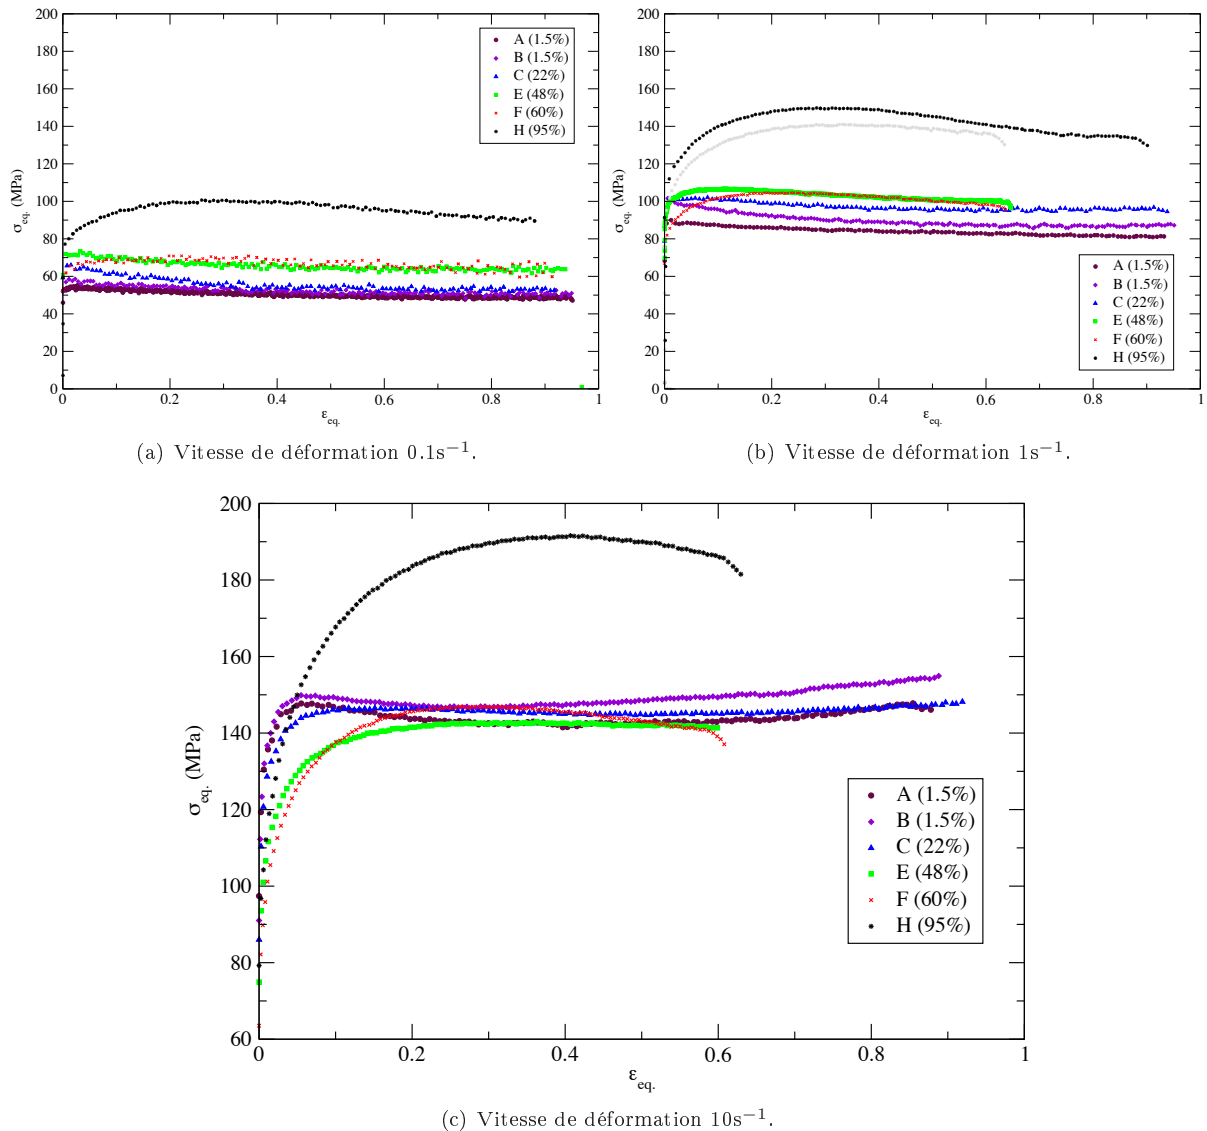 200
180
160
140
120
100
80
60
40
20
0
σeq. (MPa)
0
0.2
0.4
0.6
0.8
1
εeq.
A (1.5%)
B (1.5%)
C (22%)
E (48%)
F (60%)
H (95%)
(a) Vitesse de déformation 0.1s−1.
200
180
160
140
120
100
80
60
40
20
0
σeq. (MPa)
0
0.2
0.4
0.6
0.8
1
εeq.
A (1.5%)
B (1.5%)
C (22%)
E (48%)
F (60%)
H (95%)
(b) Vitesse de déformation 1s−1.
200
180
160
140
120
100
80
60
σeq. (MPa)
0
0.2
0.4
0.6
0.8
1
εeq.
A (1.5%)
B (1.5%)
C (22%)
E (48%)
F (60%)
H (95%)
(c) Vitesse de déformation 10s−1.